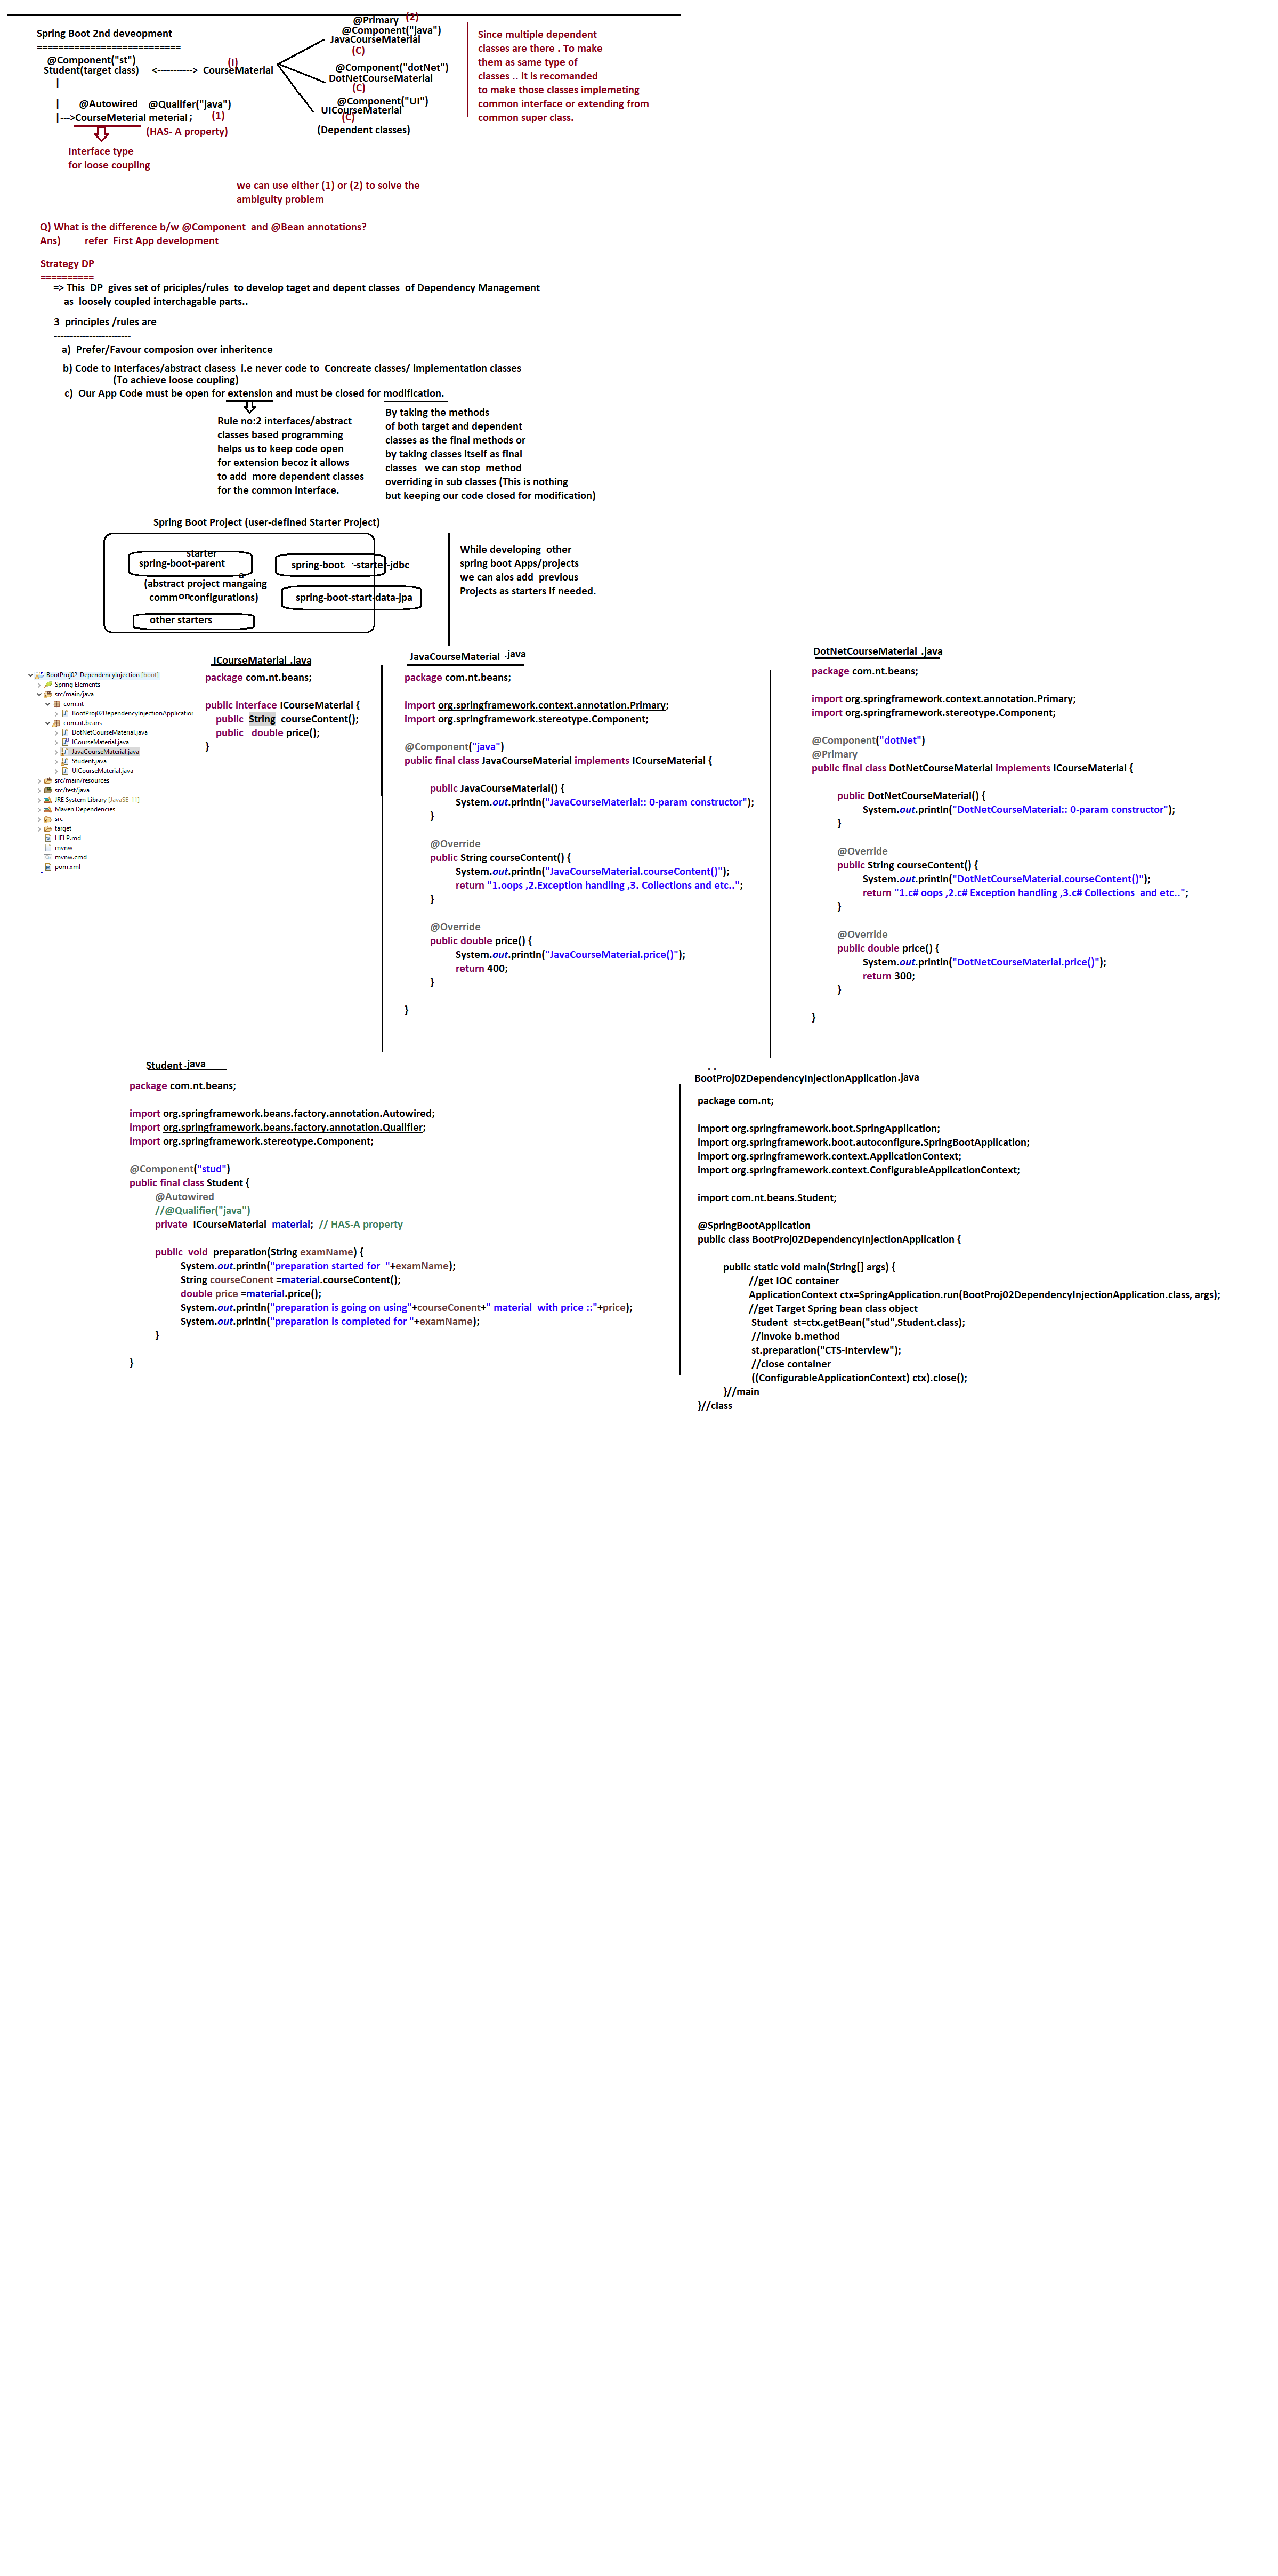 Spring Boot 2nd deveopment
===========================
@Component("st")
Student(target class) <-----------> CourseMaterial
(I)
|
| @Autowired @Qualifer("java")
|--->CourseMeterial meterial ; (1)
(HAS- A property)
Interface type
for loose coupling
@Primary (2)
@Component("java")
JavaCourseMaterial
(C)
@Component("dotNet")
DotNetCourseMaterial
(C)
@Component("UI")
UICourseMaterial
(C)
(Dependent classes)
Since multiple dependent
classes are there . To make
them as same type of
classes .. it is recomanded
to make those classes implemeting
common interface or extending from
common super class.
we can use either (1) or (2) to solve the
ambiguity problem
Q) What is the difference b/w @Component and @Bean annotations?
Ans) refer First App development
Strategy DP
==========
=> This DP gives set of priciples/rules to develop taget and depent classes of Dependency Management
as loosely coupled interchagable parts..
3 principles /rules are
------------------------
a) Prefer/Favour composion over inheritence
b) Code to Interfaces/abstract clasess i.e never code to Concreate classes/ implementation classes
(To achieve loose coupling)
c) Our App Code must be open for extension and must be closed for modification.
Rule no:2 interfaces/abstract
classes based programming
helps us to keep code open
for extension becoz it allows
to add more dependent classes
for the common interface.
By taking the methods
of both target and dependent
classes as the final methods or
by taking classes itself as final
classes we can stop method
overriding in sub classes (This is nothing
but keeping our code closed for modification)
Spring Boot Project (user-defined Starter Project)
starter
spring-boot-parent
a
(abstract project mangaing
common configurations)
other starters
spring-boot -starter-jdbc
spring-boot-start-data-jpa
While developing other
spring boot Apps/projects
we can alos add previous
Projects as starters if needed.
BootProj02-DependencyInjection [boot]
Spring Elements
src/main/java
com.nt
BootProj02DependencyInjectionApplication
com.nt.beans
DotNetCourseMaterial.java
ICourseMaterial.java
JavaCourseMaterial.java
Student.java
UICourseMaterial.java
src/main/resources
src/test/java
JRE System Library [JavaSE-11]
Maven Dependencies
src
target
HELP.md
mvnw
mvnw.cmd
pom.xml
ICourseMaterial .java
package com.nt.beans;
public interface ICourseMaterial {
public String courseContent();
public double price();
}
JavaCourseMaterial .java
package com.nt.beans;
import org.springframework.context.annotation.Primary;
import org.springframework.stereotype.Component;
@Component("java")
public final class JavaCourseMaterial implements ICourseMaterial {
public JavaCourseMaterial() {
System.out.println("JavaCourseMaterial:: 0-param constructor");
}
@Override
public String courseContent() {
System.out.println("JavaCourseMaterial.courseContent()");
return "1.oops ,2.Exception handling ,3. Collections and etc..";
}
@Override
public double price() {
System.out.println("JavaCourseMaterial.price()");
return 400;
}
}
DotNetCourseMaterial .java
package com.nt.beans;
import org.springframework.context.annotation.Primary;
import org.springframework.stereotype.Component;
@Component("dotNet")
@Primary
public final class DotNetCourseMaterial implements ICourseMaterial {
public DotNetCourseMaterial() {
System.out.println("DotNetCourseMaterial:: 0-param constructor");
}
@Override
public String courseContent() {
System.out.println("DotNetCourseMaterial.courseContent()");
return "1.c# oops ,2.c# Exception handling ,3.c# Collections and etc..";
}
@Override
public double price() {
System.out.println("DotNetCourseMaterial.price()");
return 300;
}
}
Student .java
package com.nt.beans;
import org.springframework.beans.factory.annotation.Autowired;
import org.springframework.beans.factory.annotation.Qualifier;
import org.springframework.stereotype.Component;
@Component("stud")
public final class Student {
@Autowired
//@Qualifier("java")
private ICourseMaterial material; // HAS-A property
public void preparation(String examName) {
System.out.println("preparation started for "+examName);
String courseConent =material.courseContent();
double price =material.price();
System.out.println("preparation is going on using"+courseConent+" material with price ::"+price);
System.out.println("preparation is completed for "+examName);
}
}
BootProj02DependencyInjectionApplication.java
package com.nt;
import org.springframework.boot.SpringApplication;
import org.springframework.boot.autoconfigure.SpringBootApplication;
import org.springframework.context.ApplicationContext;
import org.springframework.context.ConfigurableApplicationContext;
import com.nt.beans.Student;
@SpringBootApplication
public class BootProj02DependencyInjectionApplication {
public static void main(String[] args) {
//get IOC container
ApplicationContext ctx=SpringApplication.run(BootProj02DependencyInjectionApplication.class, args);
//get Target Spring bean class object
Student st=ctx.getBean("stud",Student.class);
//invoke b.method
st.preparation("CTS-Interview");
//close container
((ConfigurableApplicationContext) ctx).close();
}//main
}//class